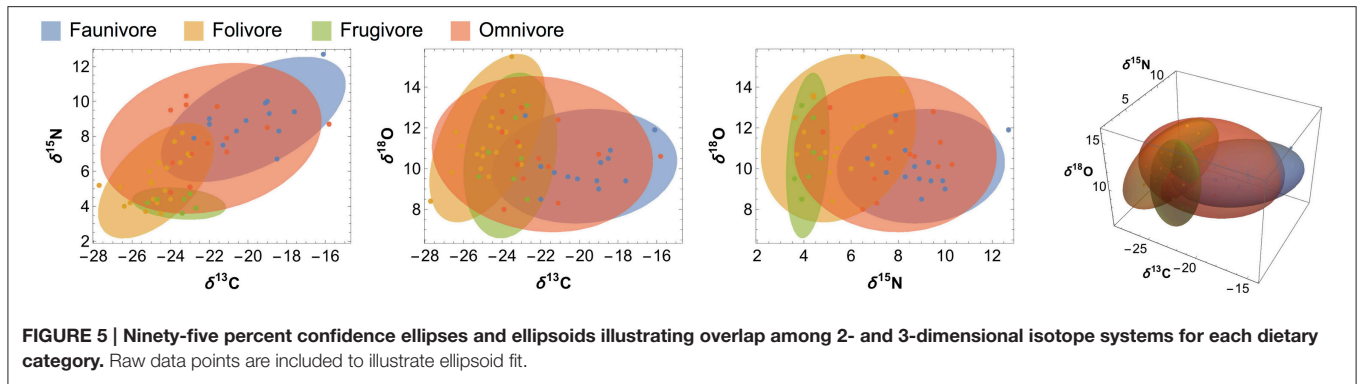 Faunivore Folivore Frugivore Omnivore
12
10
8
6
4
2
δ15N
−28 −26 −24 −22 −20 −18 −16
δ13C
14
12
10
8
δ18O
−28 −26 −24 −22 −20 −18 −16
δ13C
14
12
10
8
δ18O
2 4 6 8 10 12
δ15N
δ15N
10
5
15
δ18O
10
−25
δ13C
−20
−15
FIGURE 5 | Ninety-five percent confidence ellipses and ellipsoids illustrating overlap among 2- and 3-dimensional isotope systems for each dietary
category. Raw data points are included to illustrate ellipsoid fit.